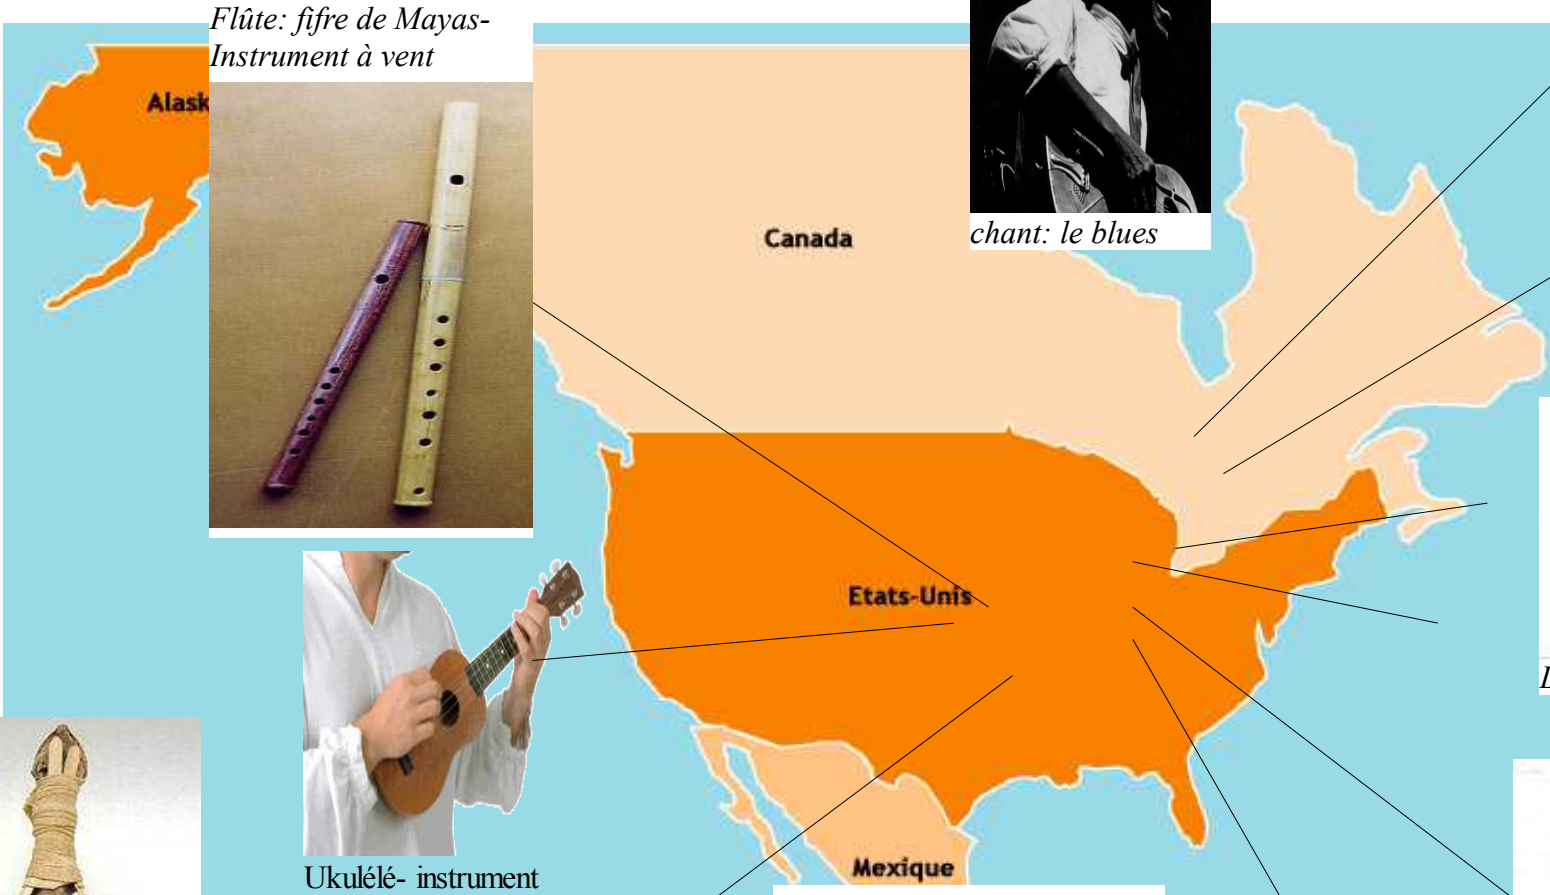 Flûte: fifre de Mayas-
Instrument à vent
Alask
Canada
chant: le blues
Etats-Unis
Ukulélé- instrument
Mexique